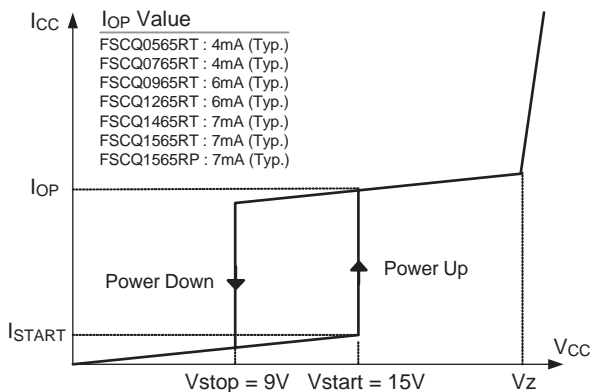 ICC
IOP Value
FSCQ0565RT : 4mA (Typ.)
FSCQ0765RT : 4mA (Typ.)
FSCQ0965RT : 6mA (Typ.)
FSCQ1265RT : 6mA (Typ.)
FSCQ1465RT : 7mA (Typ.)
FSCQ1565RT : 7mA (Typ.)
FSCQ1565RP : 7mA (Typ.)
IOP
Power Down
Power Up
ISTART
VCC
Vstop = 9V
Vstart = 15V
Vz